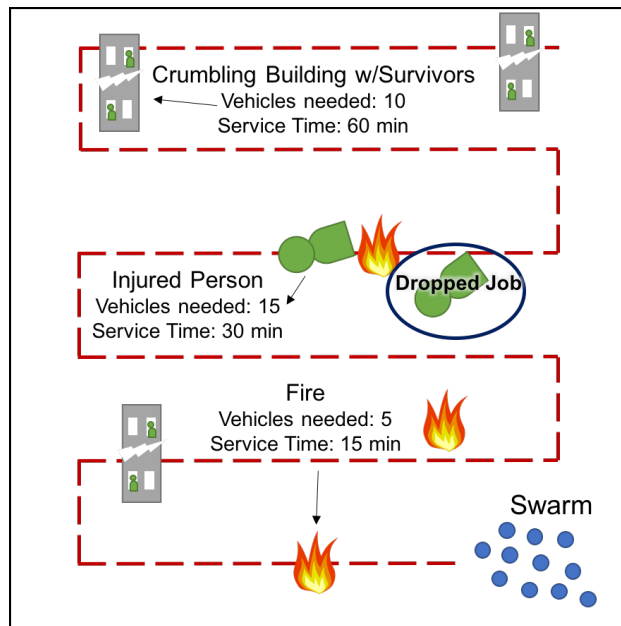 Crumbling Building w/Survivors
Vehicles needed: 10
Service Time: 60 min
Injured Person
Vehicles needed: 15
Service Time: 30 min
Dropped Job
Fire
Vehicles needed: 5
Service Time: 15 min
Swarm